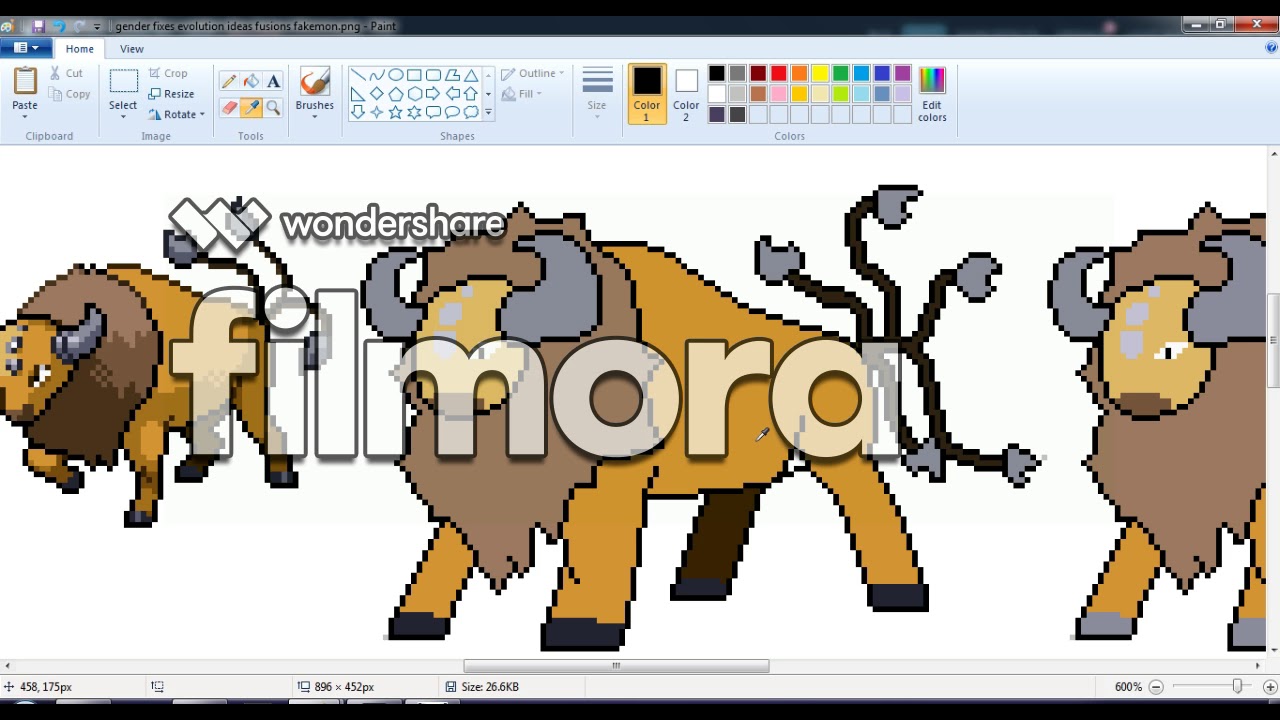 gender fixes evolution ideas fusions fakemon.png - Paint
Home
View
Paste
Cut
Copy
Clipboard
Select
Crop
Resize
Rotate
Image
A
Tools
Brushes
Outline
Fill
Shapes
Size
Color
1
Color
2
Edit
colors
Colors
wondershare
filmora
458, 175px
896 × 452px
Size: 26.6KB
600%